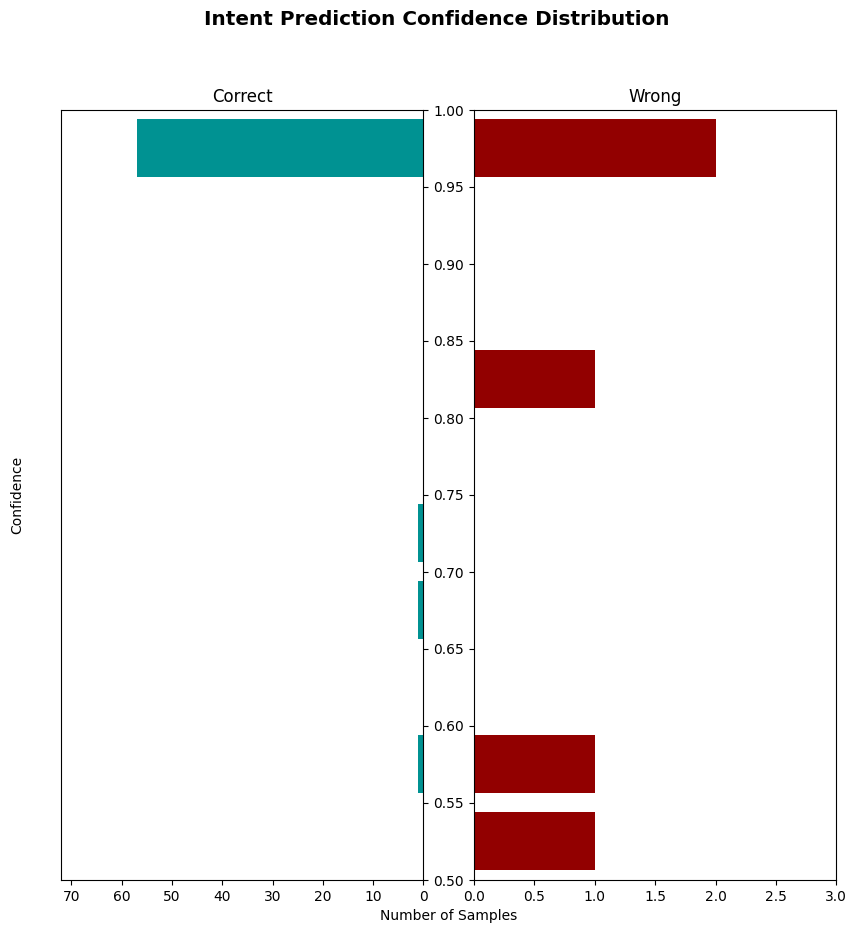 Intent Prediction Confidence Distribution
Correct
Wrong
Confidence
1.00
0.95
0.90
0.85
0.80
0.75
0.70
0.65
0.60
0.55
0.50
70 60 50 40 30 20 10 0
0.0 0.5 1.0 1.5 2.0 2.5 3.0
Number of Samples